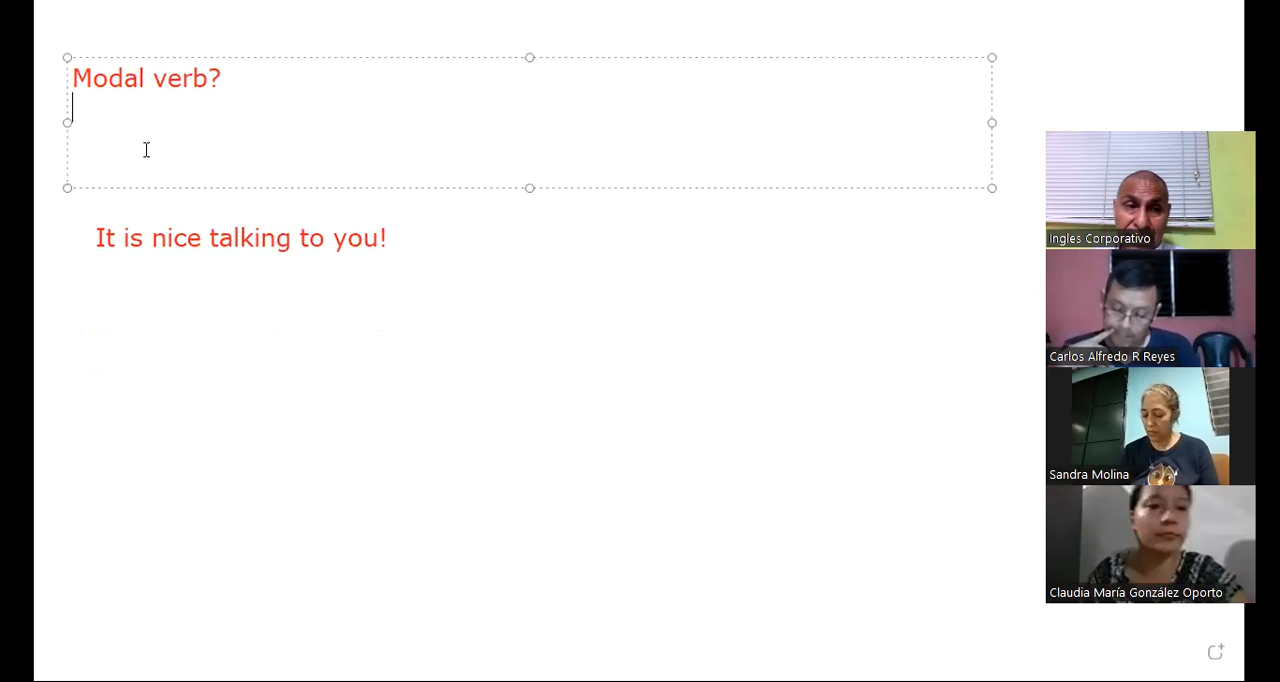 Modal verb?
It is nice talking to you!
Ingles Corporativo
Carlos Alfredo R Reyes
Sandra Molina
Claudia María González Oporto